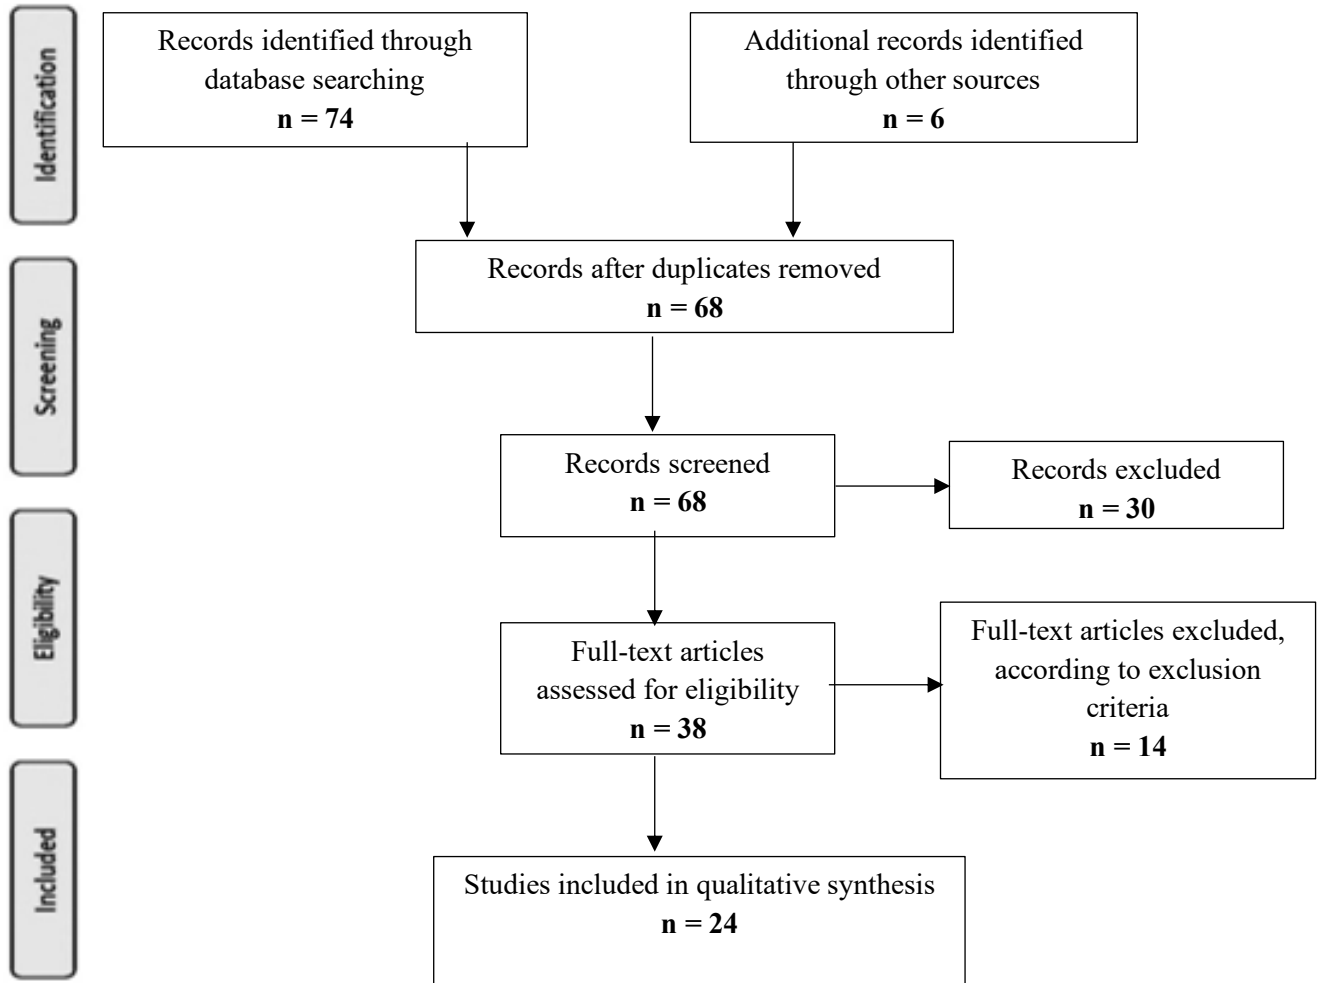 Identification
Records identified through
database searching
n = 74
Additional records identified
through other sources
n = 6
Records after duplicates removed
n = 68
Screening
Records screened
n = 68
Records excluded
n = 30
Eligibility
Full-text articles
assessed for eligibility
n = 38
Full-text articles excluded,
according to exclusion
criteria
n = 14
Included
Studies included in qualitative synthesis
n = 24